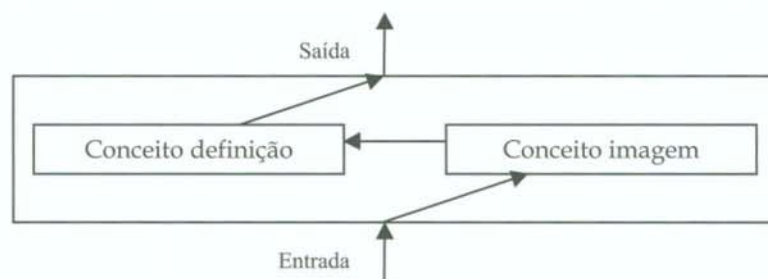 Saída
Conceito definição
Conceito imagem
Entrada